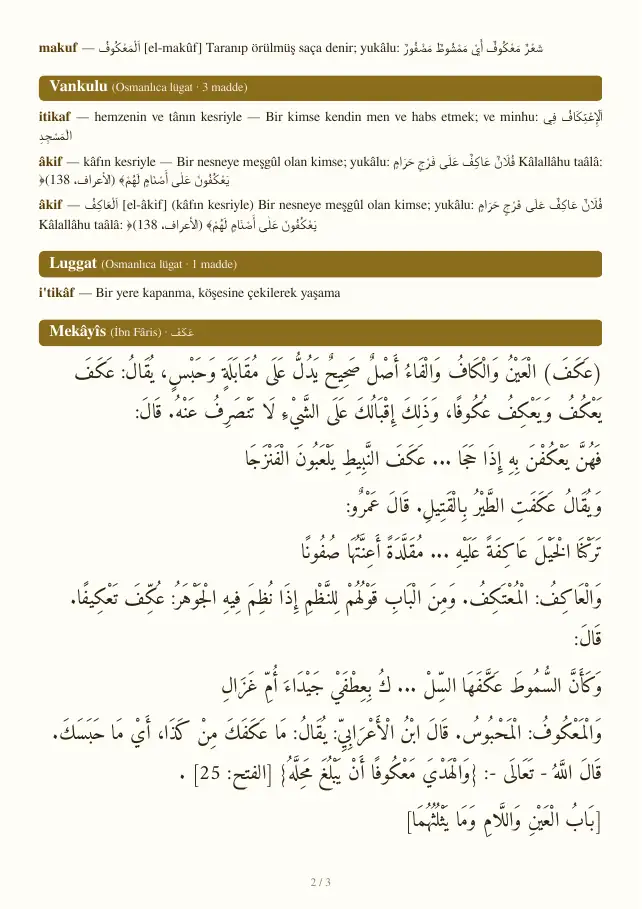 makuf — اَلْمَعْكُوفُ [el-makûf] Taranıp örülmüş saça denir; yukâlu: شَعْرٌ مَعْكُوفٌ أَيْ مَمْشُوطٌ مَضْفُورٌ
Vankulu (Osmanlıca lügat · 3 madde)
itikaf — hemzenin ve tânın kesriyle — Bir kimse kendin men ve habs etmek; ve minhu: اَلْإِعْتِكَافُ فِي
الْمَسْجِدِ
âkif — kâfın kesriyle — Bir nesneye meşgûl olan kimse; yukâlu: فُلَانٌ عَاكِفٌ عَلَى فَرْجٍ حَرَامٍ Kâlallâhu taâlâ:
﴿يَعْكُفُونَ عَلَى أَصْنَامٍ لَهُمْ﴾ (الأعراف، 138)
âkif — اَلْعَاكِفُ [el-âkif] (kâfın kesriyle) Bir nesneye meşgûl olan kimse; yukâlu: فُلَانٌ عَاكِفٌ عَلَى فَرْجٍ حَرَامٍ
Kâlallâhu taâlâ: ﴿يَعْكُفُونَ عَلَى أَصْنَامٍ لَهُمْ﴾ (الأعراف، 138)
Luggat (Osmanlıca lügat · 1 madde)
i'tikâf — Bir yere kapanma, köşesine çekilerek yaşama
Mekâyîs (İbn Fâris) · عَكَفَ
(عَكَفَ) الْعَيْنُ وَالْكَافُ وَالْفَاءُ أَصْلٌ صَحِيحٌ يَدُلُّ عَلَى مُقَابَلَةٍ وَحَبْسٍ، يُقَالُ: عَكَفَ
يَعْكُفُ وَيَعْكِفُ عُكُوفًا، وَذَلِكَ إِقْبَالُكَ عَلَى الشَّيْءِ لَا تَنْصَرِفُ عَنْهُ. قَالَ:
فَهُنَّ يَعْكُفْنَ بِهِ إِذَا حَجَا ... عَكَفَ النَّبِيطِ يَلْعَبُونَ الْفَنْزَجَا
وَيُقَالُ عَكَفَتِ الطَّيْرُ بِالْقَتِيلِ. قَالَ عَمْرٌو:
تَرَكْنَا الْخَيْلَ عَاكِفَةً عَلَيْهِ ... مُقَلَّدَةً أَعِنَّتُهَا صُفُونًا
وَالْعَاكِفُ: الْمُعْتَكِفُ. وَمِنَ الْبَابِ قَوْلُهُمْ لِلنَّظْمِ إِذَا نُظِمَ فِيهِ الْجَوْهَرُ: عُكِّفَ تَعْكِيفًا.
قَالَ:
وَكَأَنَّ السُّمُوطَ عَكَّفَهَا السِّلْ ... كُ بِعِطْفَيْ جَيْدَاءَ أُمِّ غَزَالِ
وَالْمَعْكُوفُ: الْمَحْبُوسُ. قَالَ ابْنُ الْأَعْرَابِيِّ: يُقَالُ: مَا عَكَفَكَ مِنْ كَذَا، أَيْ مَا حَبَسَكَ.
قَالَ اللَّهُ - تَعَالَى -: {وَالْهَدْيَ مَعْكُوفًا أَنْ يَبْلُغَ مَحِلَّهُ} [الفتح: 25] .
[بَابُ الْعَيْنِ وَاللَّامِ وَمَا يَثْلُثُهُمَا]
2 / 3